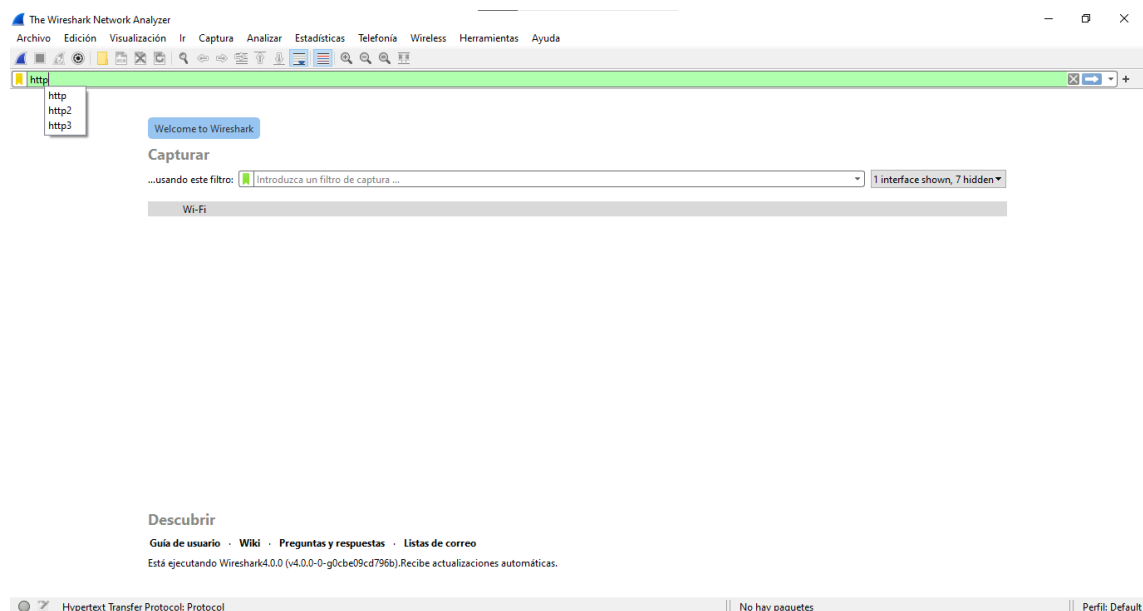 The Wireshark Network Analyzer
Archivo Edición Visualización Ir Captura Analizar Estadísticas Telefonía Wireless Herramientas Ayuda
http
http
http2
http3
Welcome to Wireshark
Capturar
...usando este filtro: Introduzca un filtro de captura ... 1 interface shown, 7 hidden
Wi-Fi
Descubrir
Guía de usuario · Wiki · Preguntas y respuestas · Listas de correo
Está ejecutando Wireshark4.0.0 (v4.0.0-0-g0cbe09cd796b).Recibe actualizaciones automáticas.
Hypertext Transfer Protocol: Protocol No hay paquetes Perfil: Default